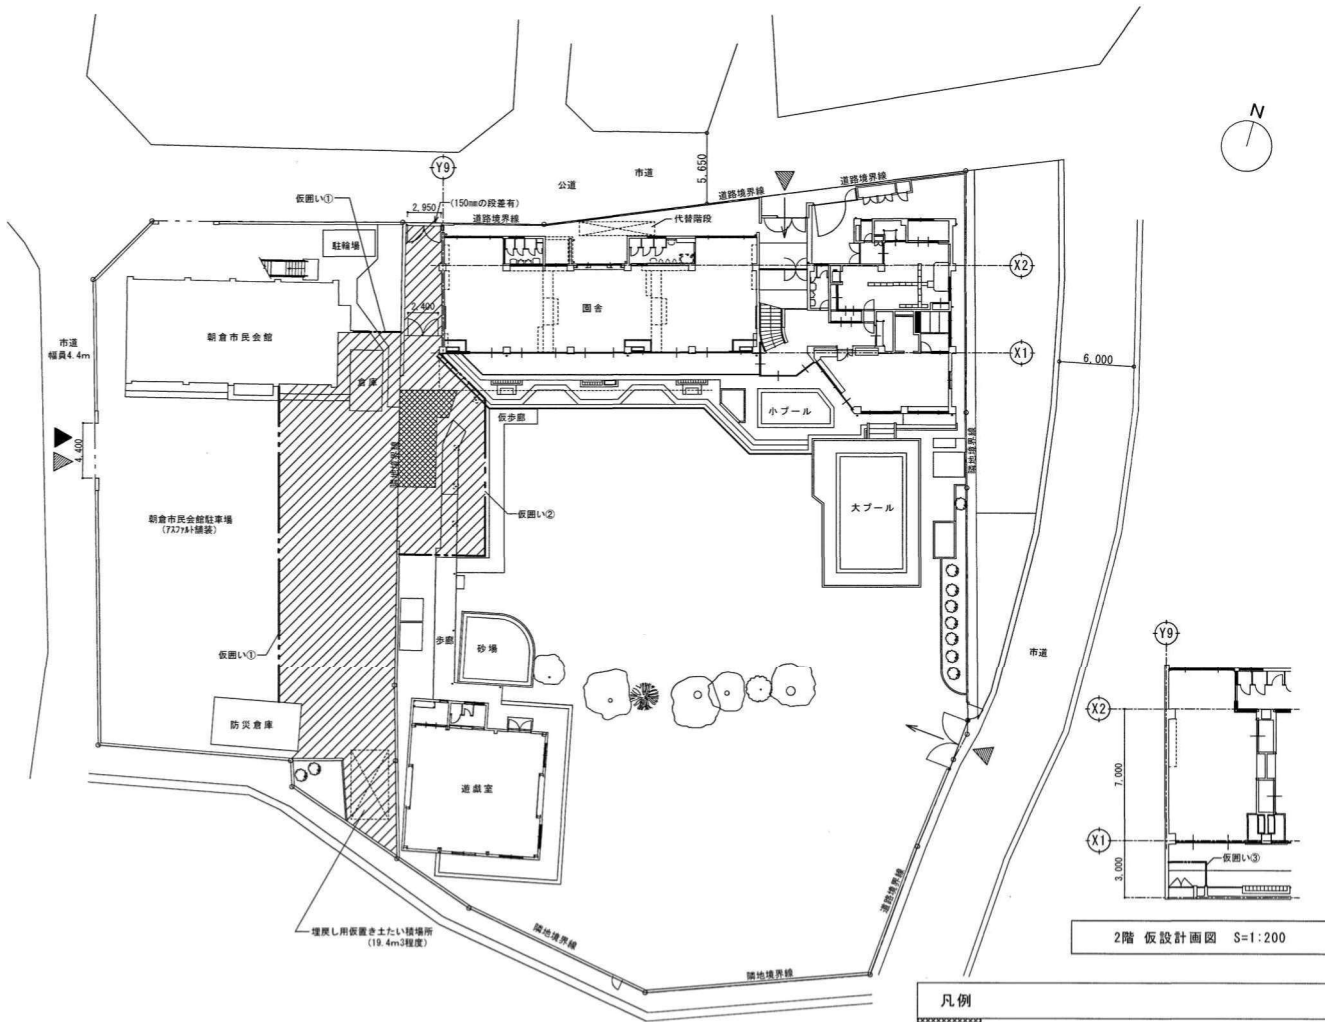 N
Y9
公道
市道
5,650
道路境界線
道路境界線
仮囲い①
2,950
(150mmの段差有)
道路境界線
代替階段
駐輪場
X2
2,400
園舎
朝倉市民会館
市道
幅員4.4m
X1
6,000
倉庫
仮歩廊
小プール
隣地境界線
隣地境界線
4,400
大プール
仮囲い②
朝倉市民会館駐車場
(アスファルト舗装)
歩廊
砂場
仮囲い①
市道
防災倉庫
遊戯室
道路境界線
埋戻し用仮置き土たい積場所
(19.4m3程度)
隣地境界線
隣地境界線
Y9
X2
7,000
X1
仮囲い③
3,000
2階 仮設計画図 S=1:200
凡例